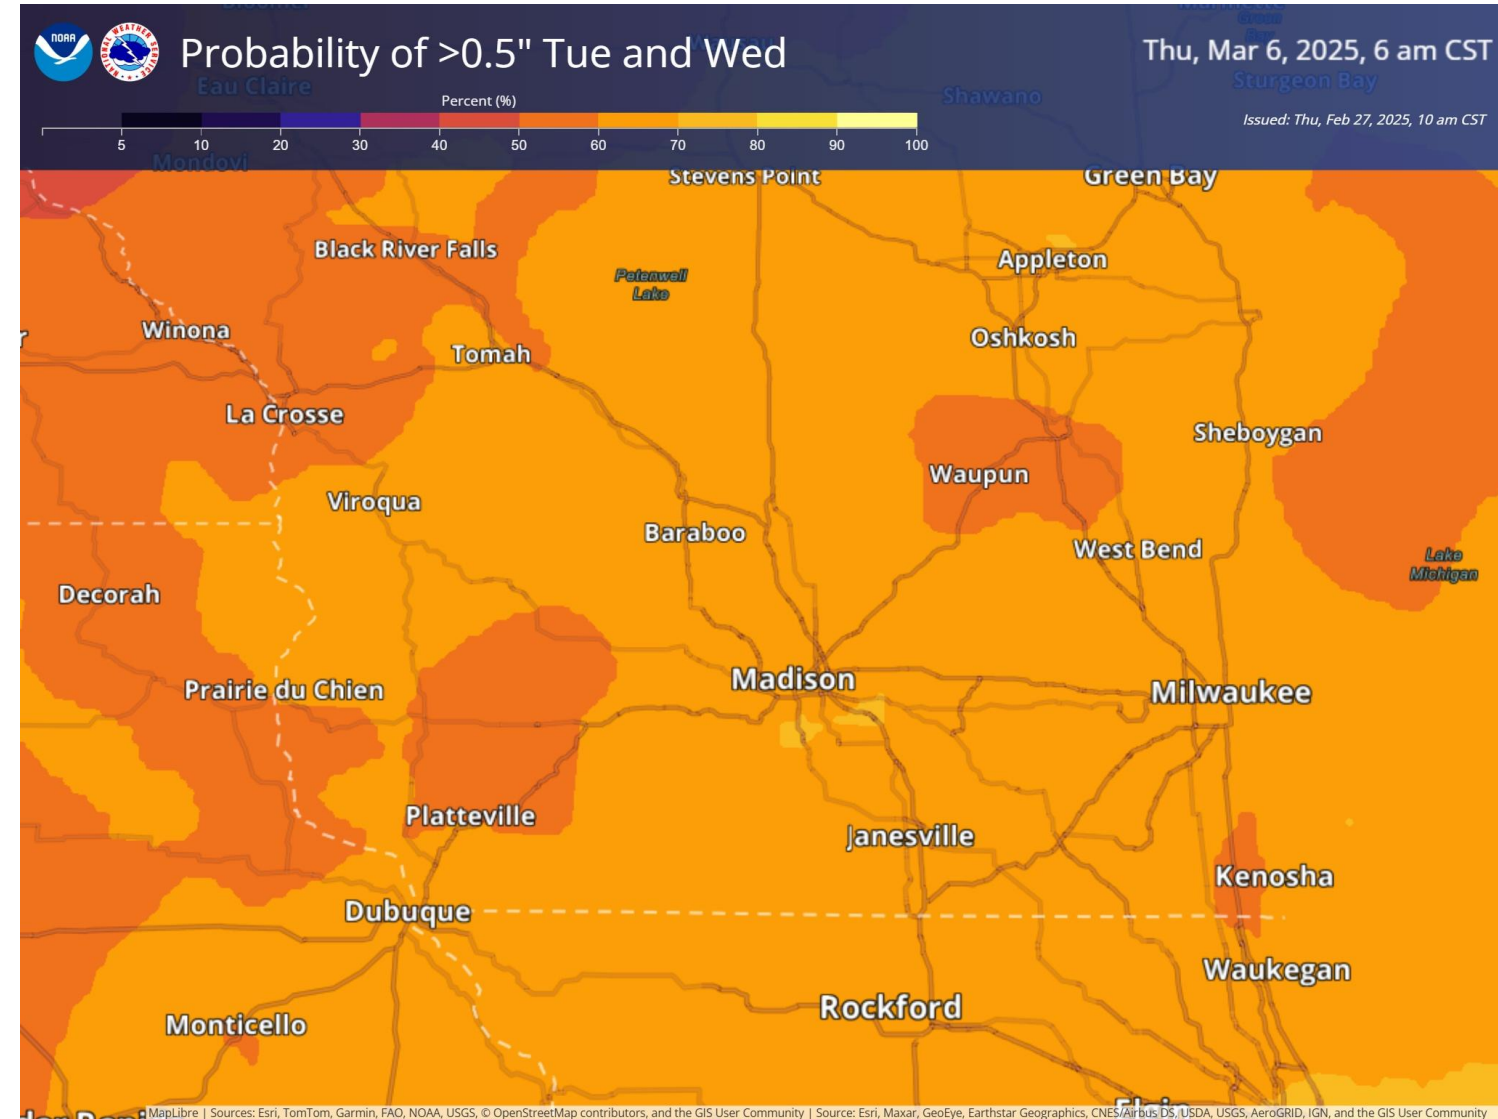 NOAA
NATIONAL WEATHER SERVICE
Probability of >0.5" Tue and Wed
Thu, Mar 6, 2025, 6 am CST
Issued: Thu, Feb 27, 2025, 10 am CST
Percent (%)
5 10 20 30 40 50 60 70 80 90 100
Eau Claire
Shawano
Sturgeon Bay
Mondovi
Stevens Point
Green Bay
Black River Falls
Petenwell
Lake
Appleton
Winona
Tomah
Oshkosh
La Crosse
Sheboygan
Waupun
Viroqua
Baraboo
West Bend
Lake
Michigan
Decorah
Madison
Prairie du Chien
Milwaukee
Platteville
Janesville
Kenosha
Dubuque
Waukegan
Rockford
Monticello
Elgin
MapLibre | Sources: Esri, TomTom, Garmin, FAO, NOAA, USGS, © OpenStreetMap contributors, and the GIS User Community | Source: Esri, Maxar, GeoEye, Earthstar Geographics, CNES/Airbus DS, USDA, USGS, AeroGRID, IGN, and the GIS User Community